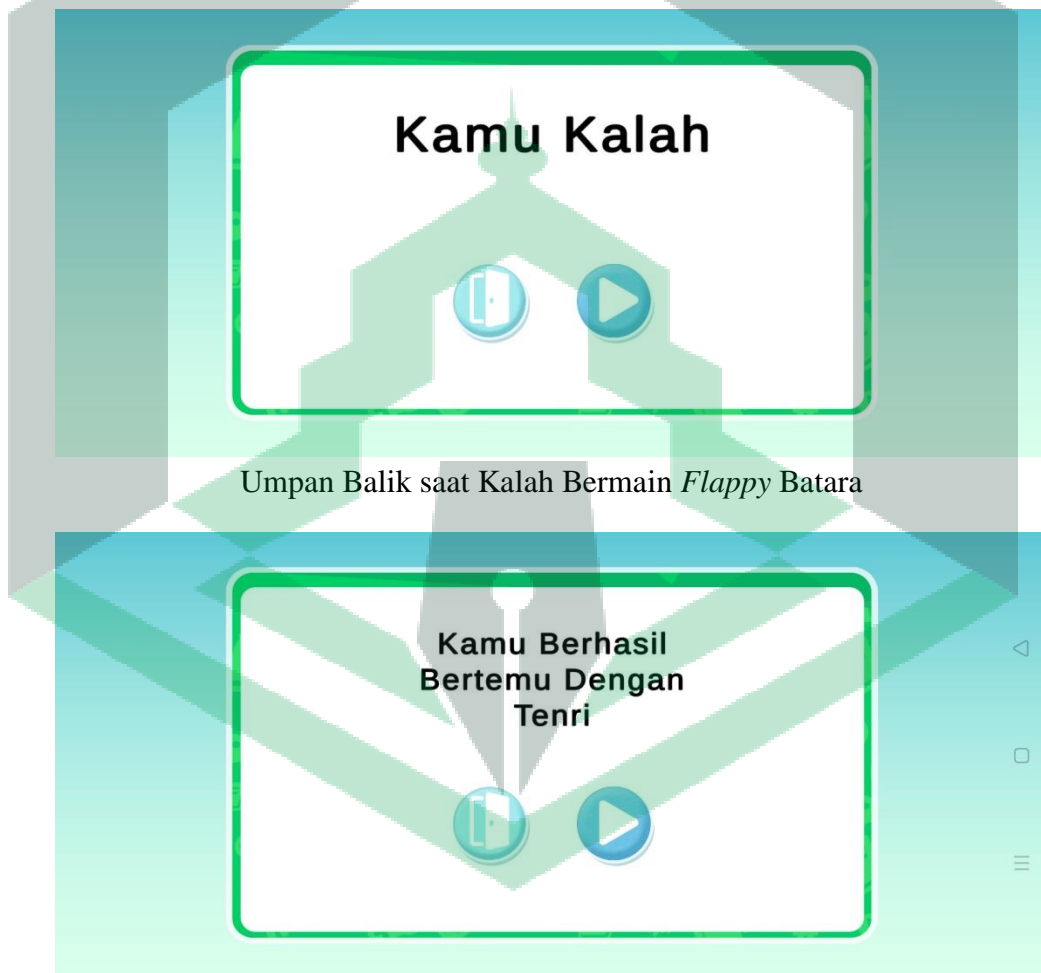 Kamu Kalah
Umpan Balik saat Kalah Bermain Flappy Batara
Kamu Berhasil
Bertemu Dengan
Tenri